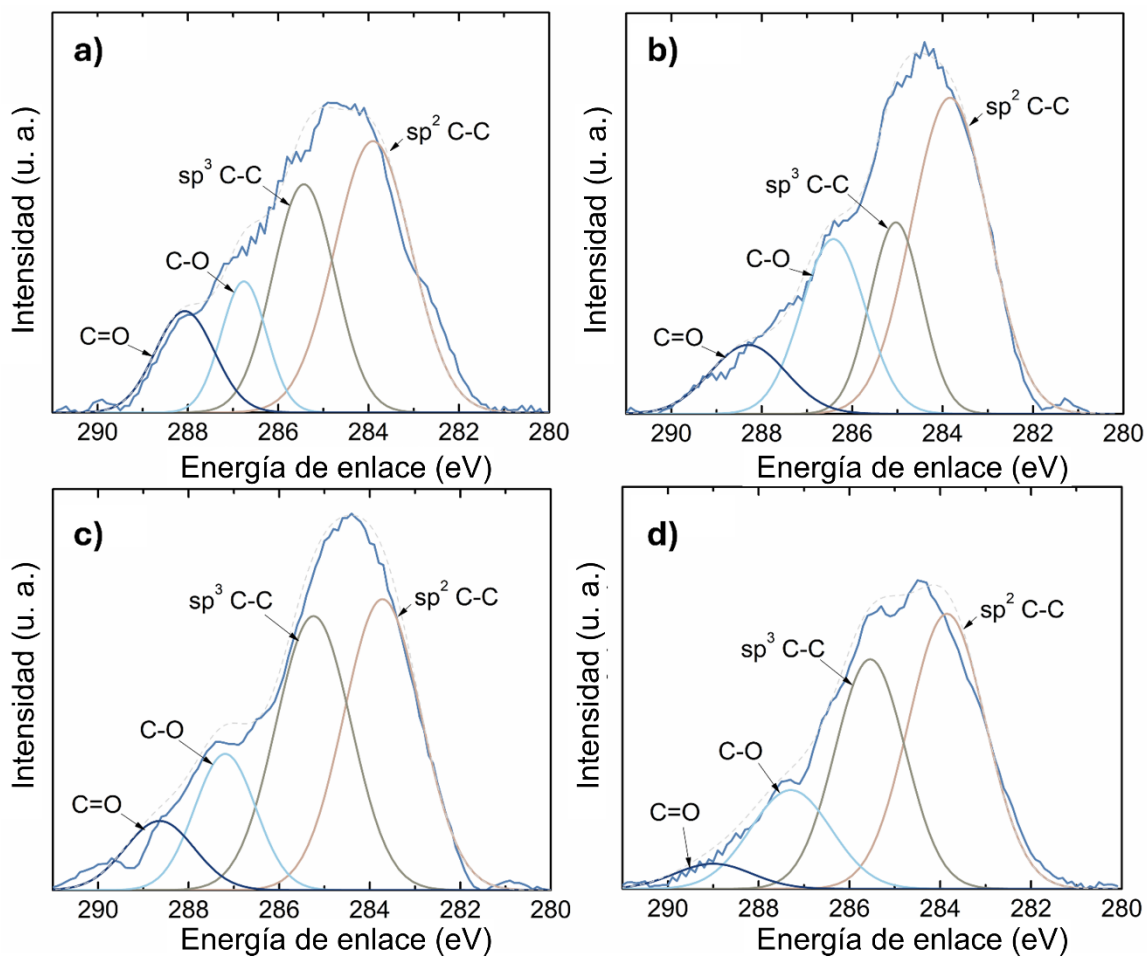 a)
sp² C-C
sp³ C-C
C-O
C=O
Intensidad (u. a.)
290 288 286 284 282 280
Energía de enlace (eV)
b)
sp² C-C
sp³ C-C
C-O
C=O
Intensidad (u. a.)
290 288 286 284 282 280
Energía de enlace (eV)
c)
sp³ C-C
sp² C-C
C-O
C=O
Intensidad (u. a.)
290 288 286 284 282 280
Energía de enlace (eV)
d)
sp² C-C
sp³ C-C
C-O
C=O
Intensidad (u. a.)
290 288 286 284 282 280
Energía de enlace (eV)